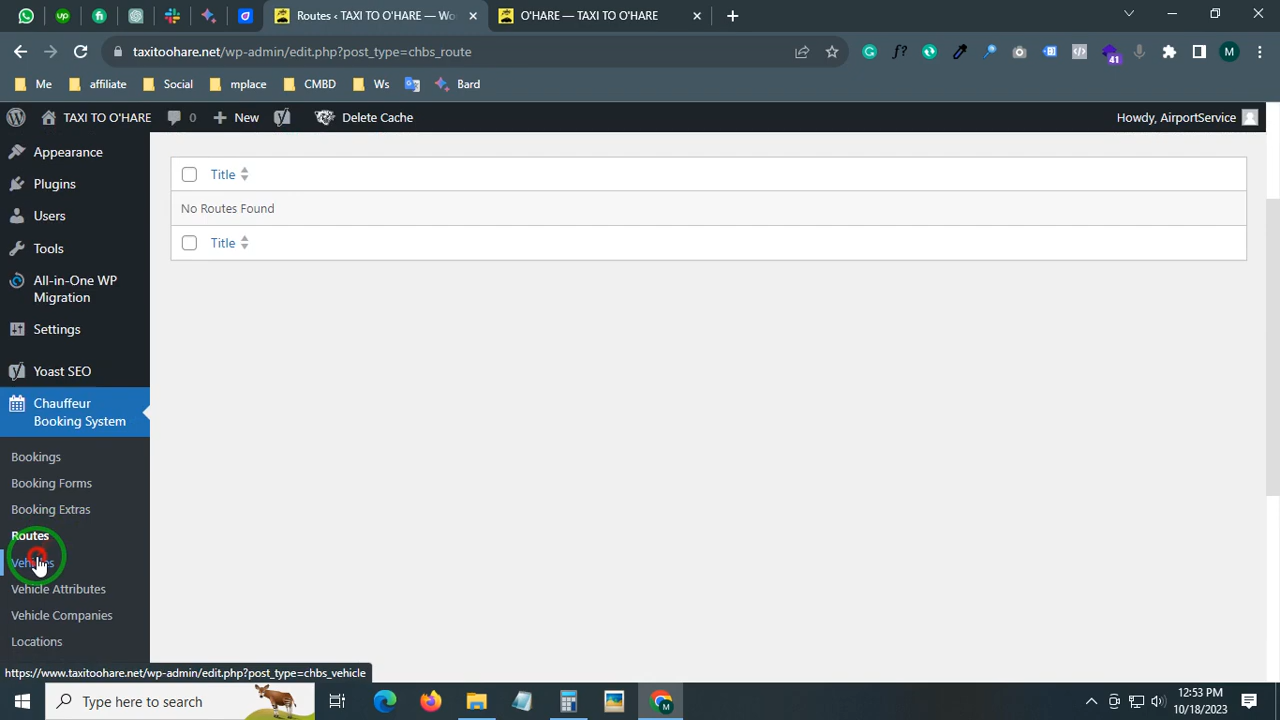 Routes ‹ TAXI TO O'HARE — Wo
O'HARE — TAXI TO O'HARE
taxitoohare.net/wp-admin/edit.php?post_type=chbs_route
41
M
Me
affiliate
Social
mplace
CMBD
Ws
Bard
TAXI TO O'HARE
0
New
Delete Cache
Howdy, AirportService
Appearance
Plugins
Users
Tools
All-in-One WP
Migration
Settings
Yoast SEO
Chauffeur
Booking System
Bookings
Booking Forms
Booking Extras
Routes
Vehicles
Vehicle Attributes
Vehicle Companies
Locations
Title
No Routes Found
Title
https://www.taxitoohare.net/wp-admin/edit.php?post_type=chbs_vehicle
Type here to search
12:53 PM
10/18/2023